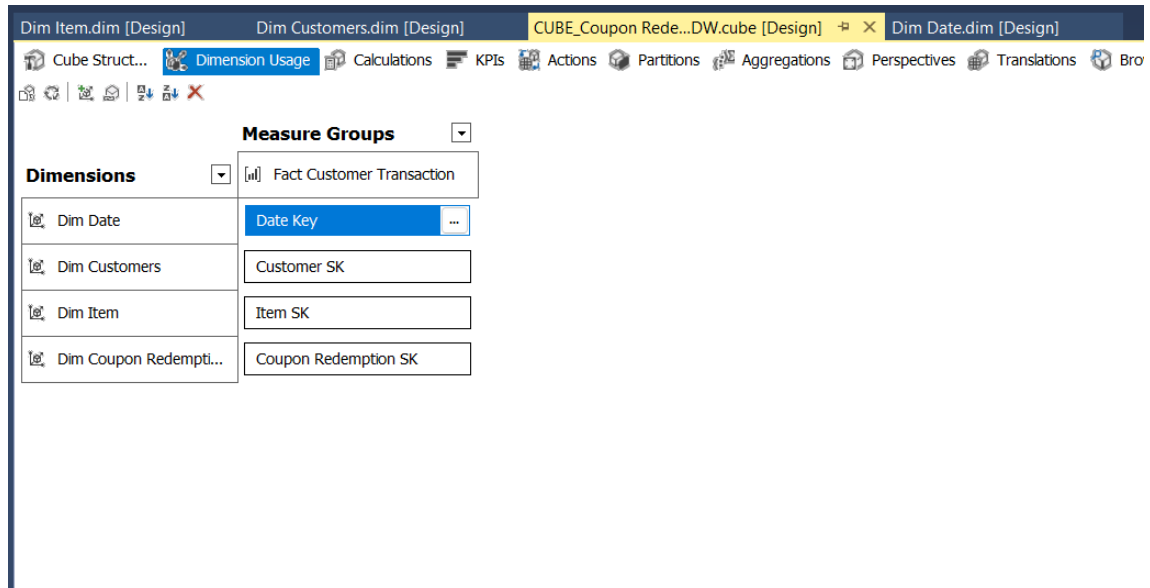 Dim Item.dim [Design] Dim Customers.dim [Design] CUBE_Coupon Rede...DW.cube [Design] Dim Date.dim [Design]
Cube Struct... Dimension Usage Calculations KPIs Actions Partitions Aggregations Perspectives Translations Bro
Measure Groups
Dimensions Fact Customer Transaction
Dim Date Date Key ...
Dim Customers Customer SK
Dim Item Item SK
Dim Coupon Redempti... Coupon Redemption SK